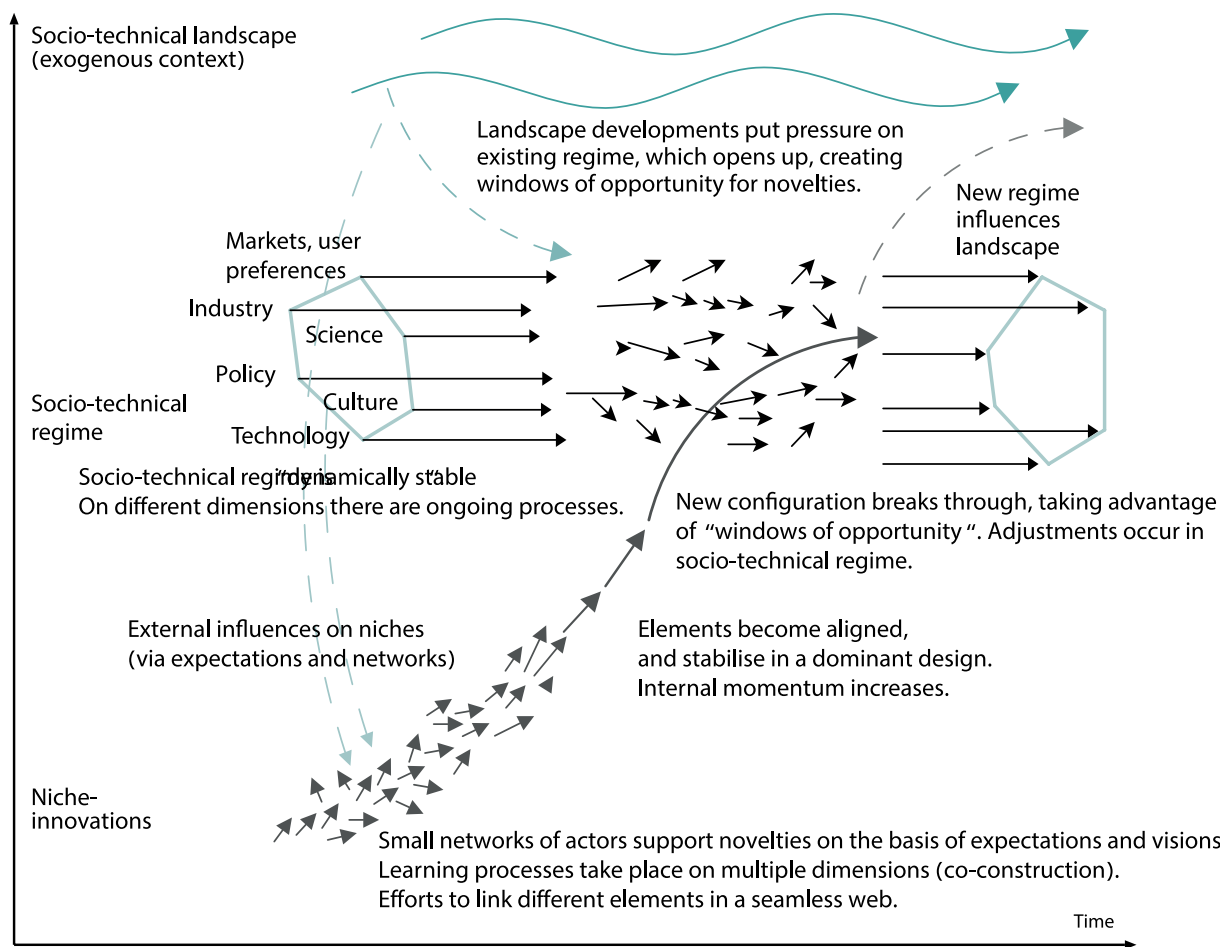 Socio-technical landscape
(exogenous context)
Landscape developments put pressure on
existing regime, which opens up, creating
windows of opportunity for novelties.
New regime
influences
landscape
Markets, user
preferences
Industry
Science
Policy
Culture
Technology
Socio-technical
regime
Socio-technical regime is “dynamically stable“
On different dimensions there are ongoing processes.
New configuration breaks through, taking advantage
of “windows of opportunity “. Adjustments occur in
socio-technical regime.
External influences on niches
(via expectations and networks)
Elements become aligned,
and stabilise in a dominant design.
Internal momentum increases.
Niche-
innovations
Small networks of actors support novelties on the basis of expectations and visions
Learning processes take place on multiple dimensions (co-construction).
Efforts to link different elements in a seamless web.
Time